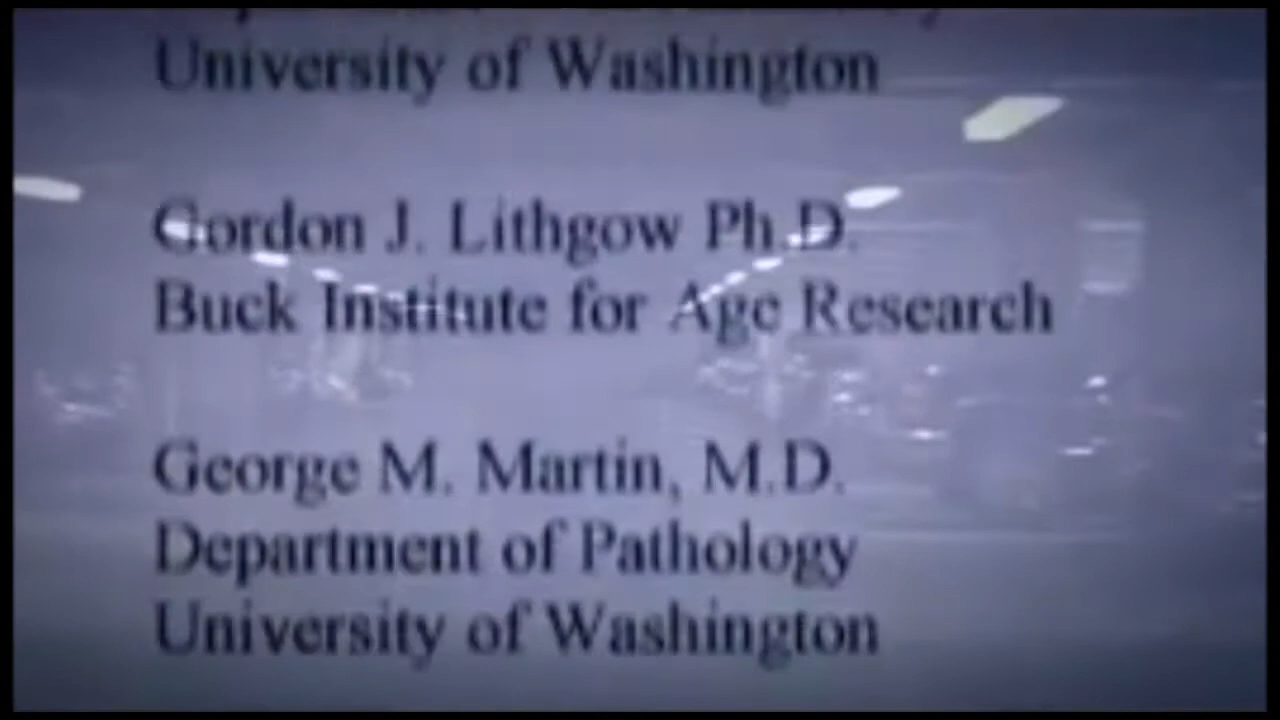 University of Washington
Gordon J. Lithgow Ph.D.
Buck Institute for Age Research
George M. Martin, M.D.
Department of Pathology
University of Washington